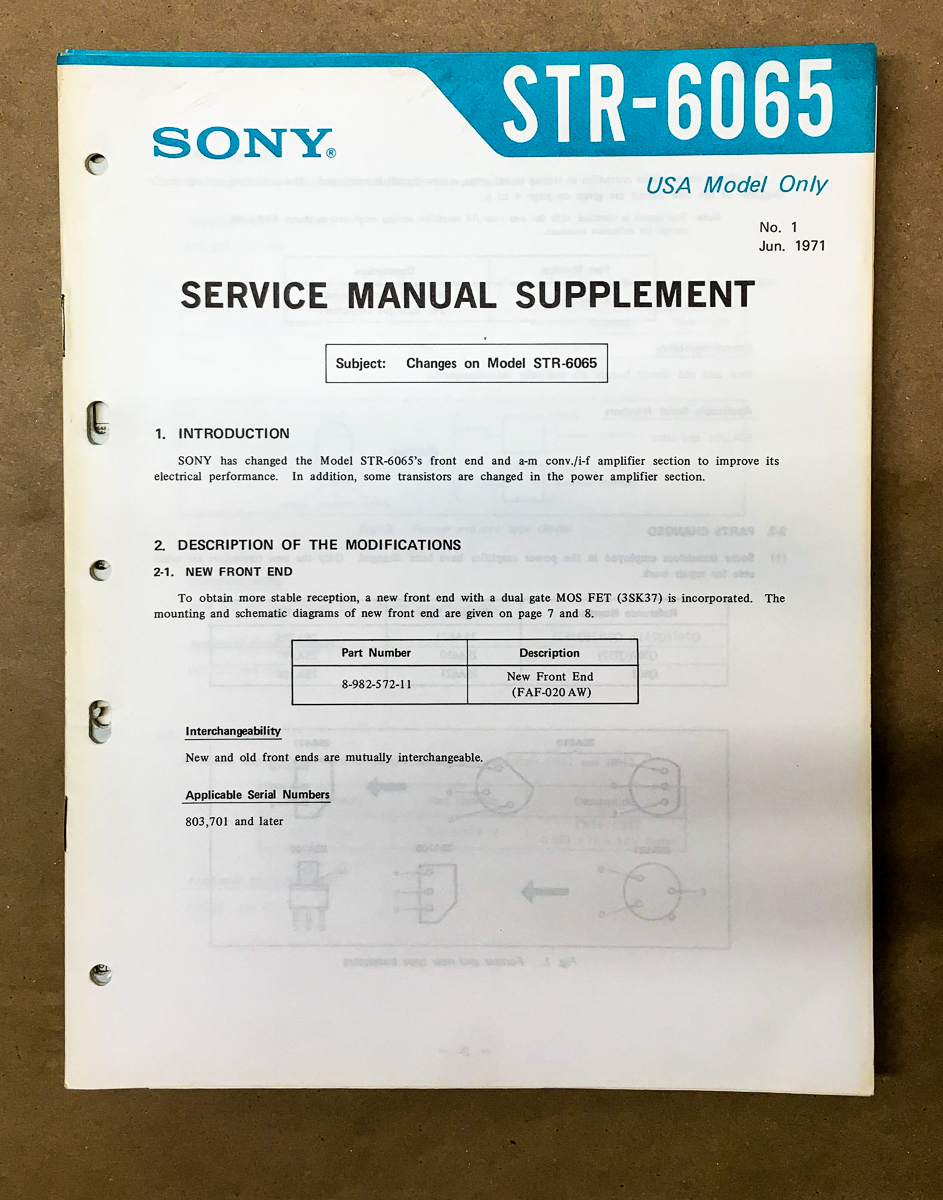 STR-6065
SONY®
USA Model Only
No. 1
Jun. 1971
SERVICE MANUAL SUPPLEMENT
Subject: Changes on Model STR-6065
1. INTRODUCTION
SONY has changed the Model STR-6065's front end and a-m conv./i-f amplifier section to improve its
electrical performance. In addition, some transistors are changed in the power amplifier section.
2. DESCRIPTION OF THE MODIFICATIONS
2-1. NEW FRONT END
To obtain more stable reception, a new front end with a dual gate MOS FET (3SK37) is incorporated. The
mounting and schematic diagrams of new front end are given on page 7 and 8.
Part Number Description
8-982-572-11 New Front End
(FAF-020 AW)
Interchangeability
New and old front ends are mutually interchangeable.
Applicable Serial Numbers
803,701 and later